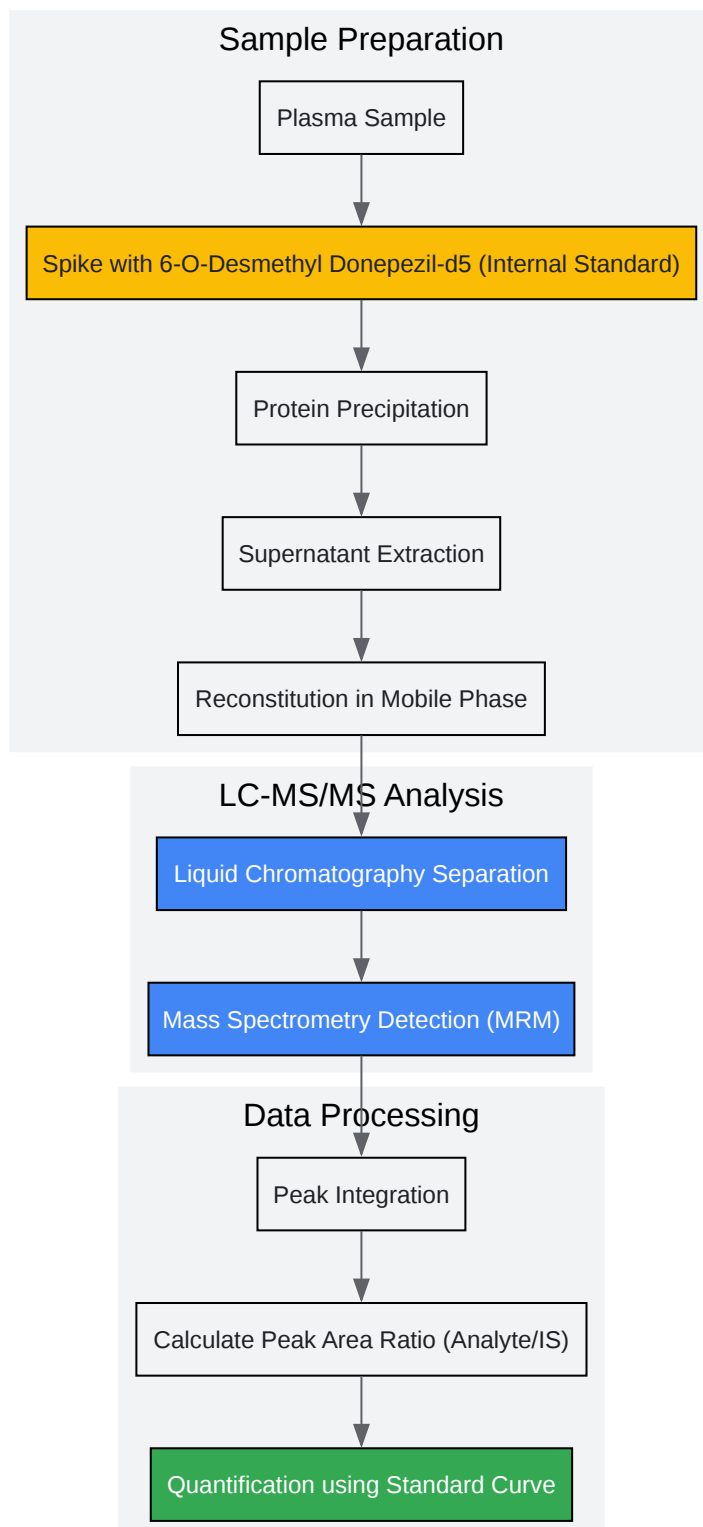 Sample Preparation
Plasma Sample
Spike with 6-O-Desmethyl Donepezil-d5 (Internal Standard)
Protein Precipitation
Supernatant Extraction
Reconstitution in Mobile Phase
LC-MS/MS Analysis
Liquid Chromatography Separation
Mass Spectrometry Detection (MRM)
Data Processing
Peak Integration
Calculate Peak Area Ratio (Analyte/IS)
Quantification using Standard Curve